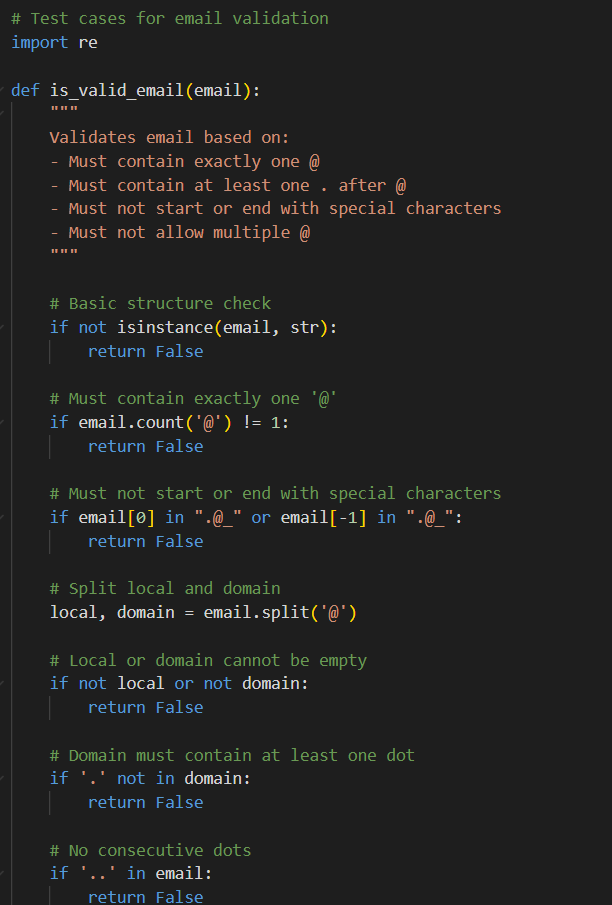 # Test cases for email validation
import re
def is_valid_email(email):
    """
    Validates email based on:
    - Must contain exactly one @
    - Must contain at least one . after @
    - Must not start or end with special characters
    - Must not allow multiple @
    """
    # Basic structure check
    if not isinstance(email, str):
        return False
    # Must contain exactly one '@'
    if email.count('@') != 1:
        return False
    # Must not start or end with special characters
    if email[0] in ".@_" or email[-1] in ".@_":
        return False
    # Split local and domain
    local, domain = email.split('@')
    # Local or domain cannot be empty
    if not local or not domain:
        return False
    # Domain must contain at least one dot
    if '.' not in domain:
        return False
    # No consecutive dots
    if '..' in email:
        return False